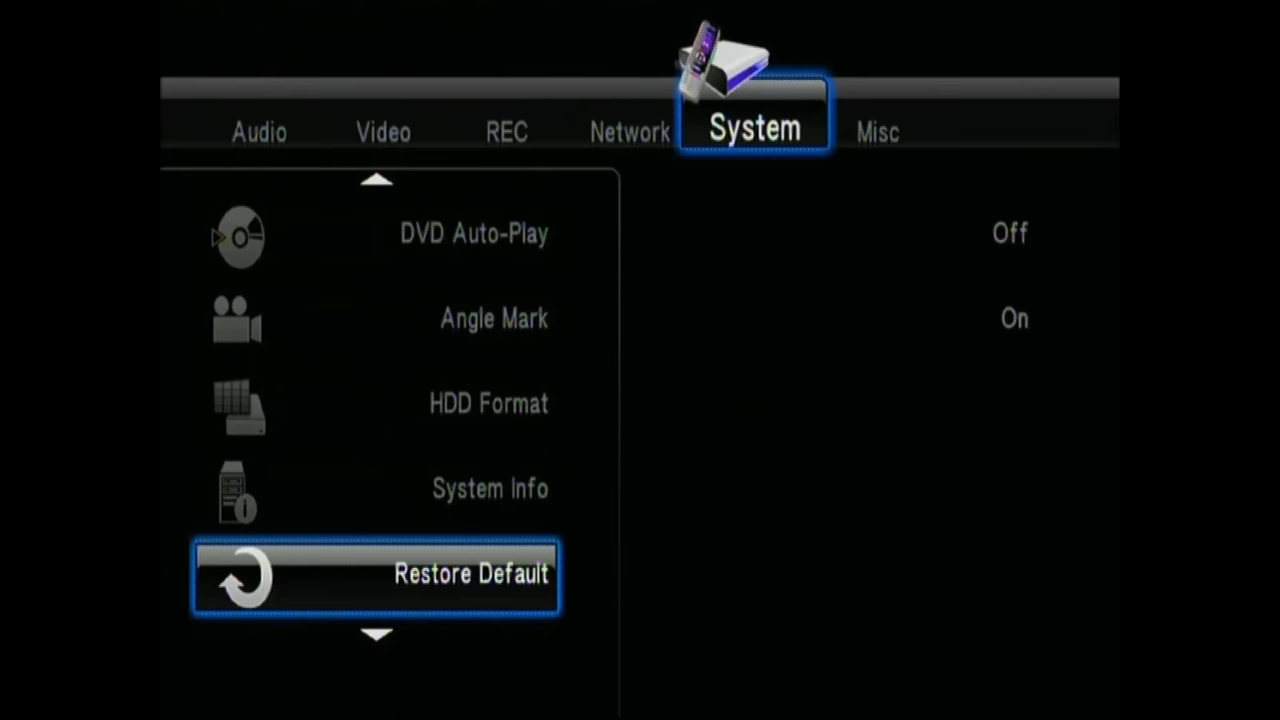 Audio Video REC Network System Misc
DVD Auto-Play Off
Angle Mark On
HDD Format
System Info
Restore Default